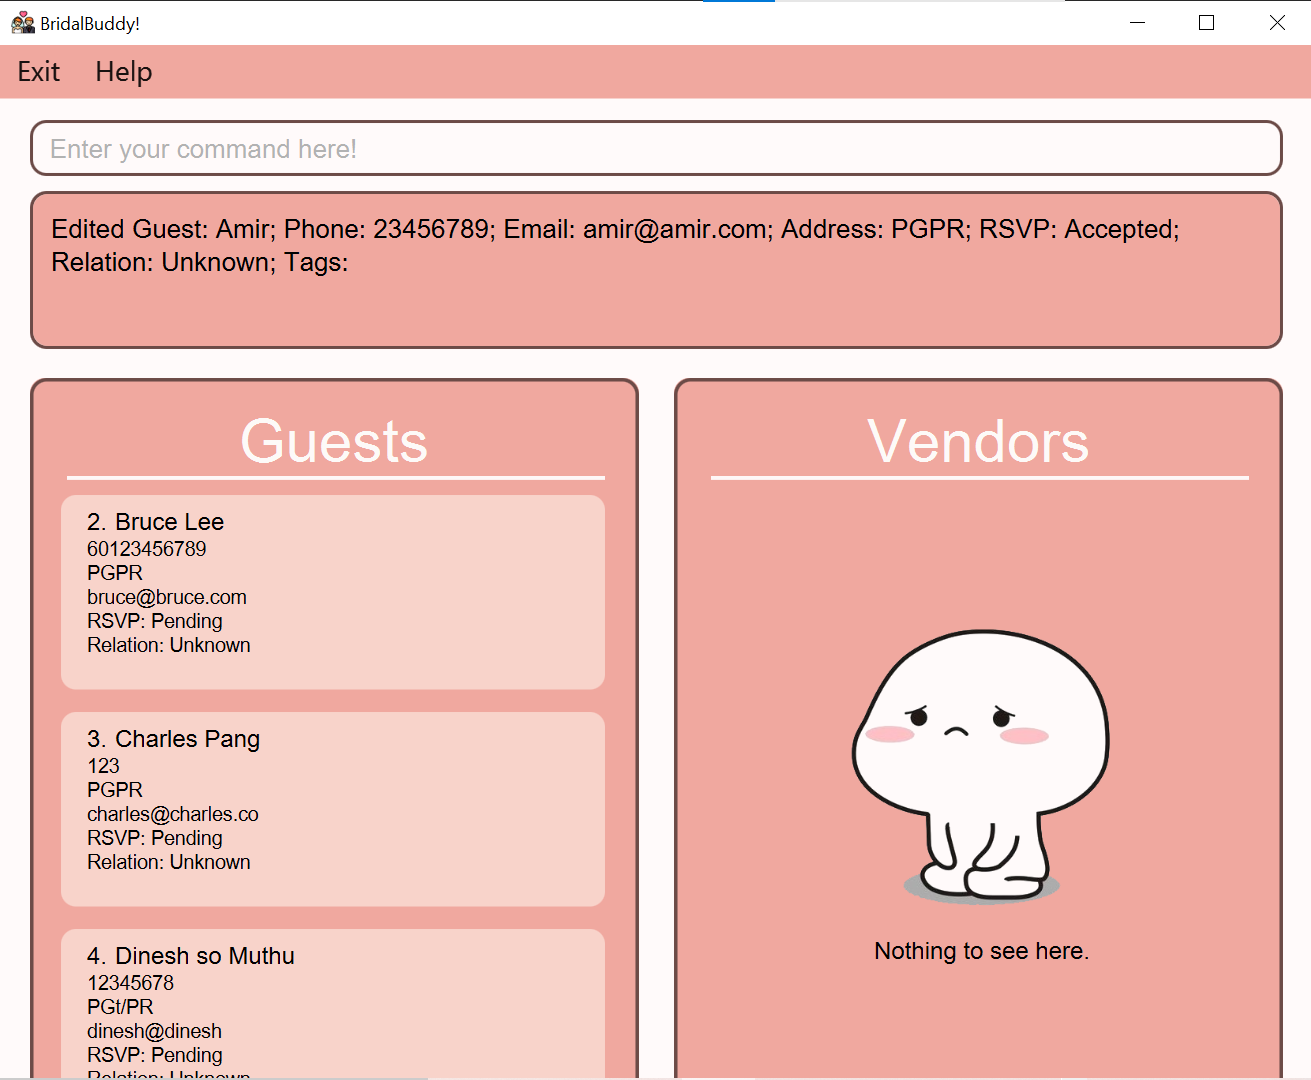 BridalBuddy!
Exit Help
Enter your command here!
Edited Guest: Amir; Phone: 23456789; Email: amir@amir.com; Address: PGPR; RSVP: Accepted;
Relation: Unknown; Tags:
Guests
2. Bruce Lee
60123456789
PGPR
bruce@bruce.com
RSVP: Pending
Relation: Unknown
3. Charles Pang
123
PGPR
charles@charles.co
RSVP: Pending
Relation: Unknown
4. Dinesh so Muthu
12345678
PGt/PR
dinesh@dinesh
RSVP: Pending
Relation: Unknown
Vendors
Nothing to see here.